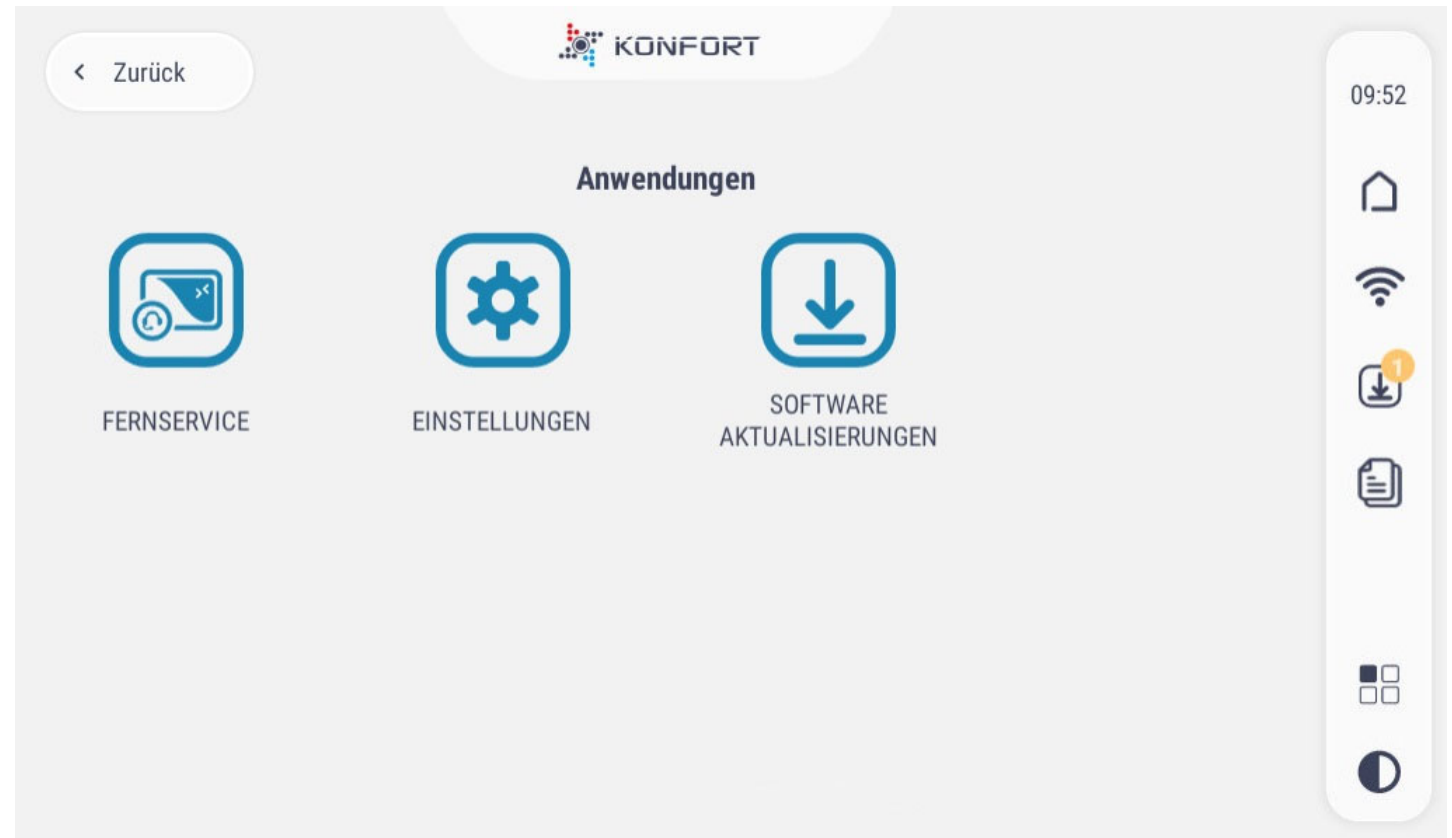 Zurück
KONFORT
09:52
Anwendungen
1
FERNSERVICE
EINSTELLUNGEN
SOFTWARE
AKTUALISIERUNGEN